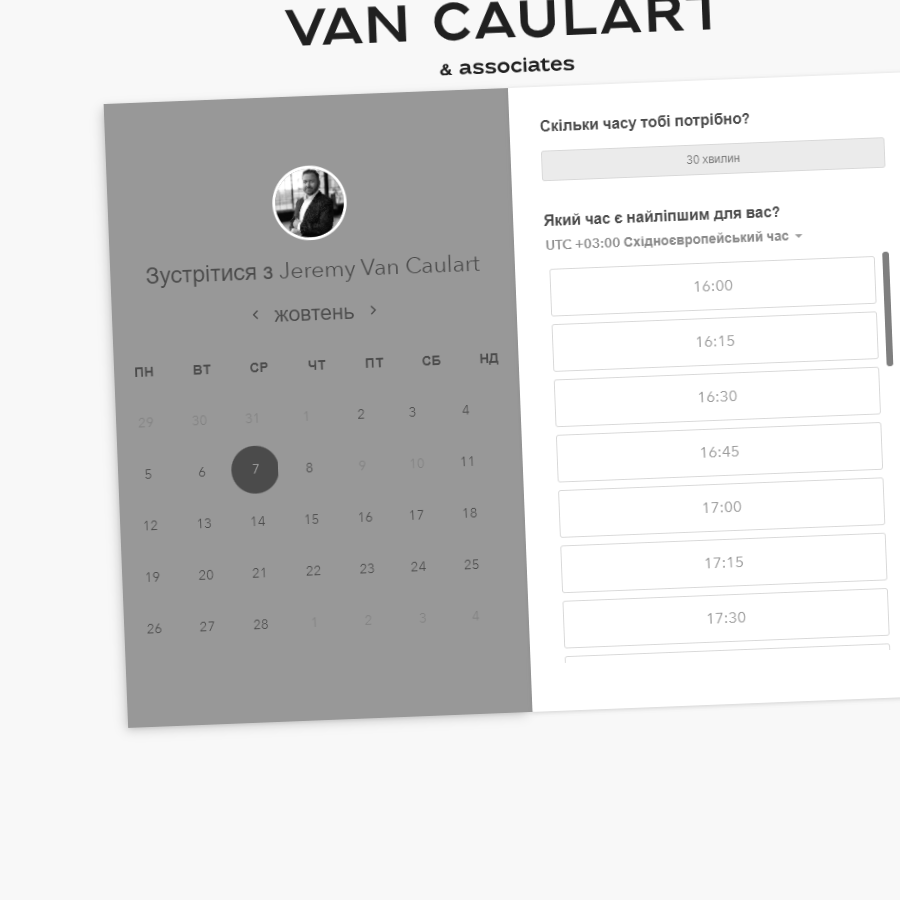 VAN CAULART
& associates
Зустрітися з Jeremy Van Caulart
‹ жовтень ›
ПН ВТ СР ЧТ ПТ СБ НД
29 30 31 1 2 3 4
5 6 7 8 9 10 11
12 13 14 15 16 17 18
19 20 21 22 23 24 25
26 27 28 1 2 3 4
Скільки часу тобі потрібно?
30 хвилин
Який час є найліпшим для вас?
UTC +03:00 Східноєвропейський час
16:00
16:15
16:30
16:45
17:00
17:15
17:30